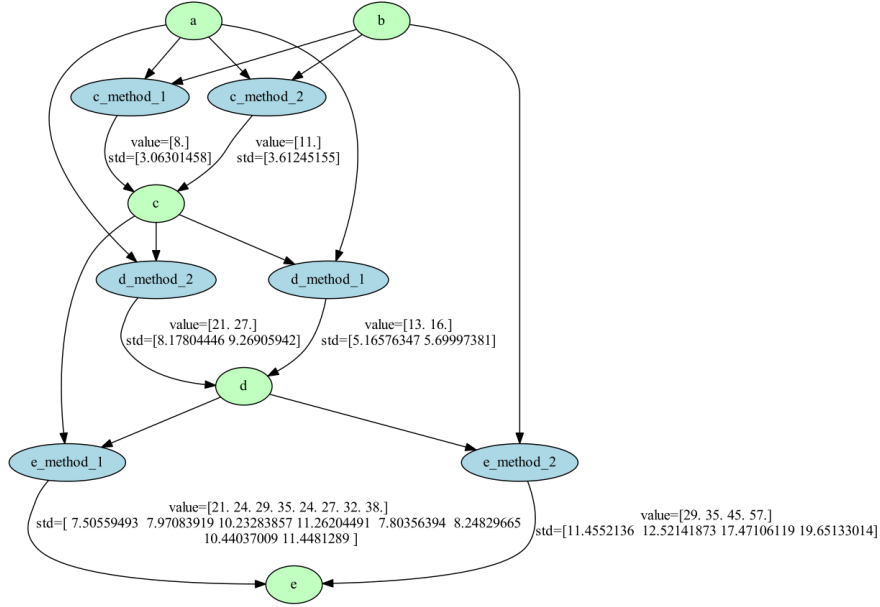 a
b
c_method_1
c_method_2
value=[8.]
std=[3.06301458]
value=[11.]
std=[3.61245155]
c
d_method_2
d_method_1
value=[21. 27.]
std=[8.17804446 9.26905942]
value=[13. 16.]
std=[5.16576347 5.69997381]
d
e_method_1
e_method_2
value=[21. 24. 29. 35. 24. 27. 32. 38.]
std=[ 7.50559493  7.97083919 10.23283857 11.26204491  7.80356394  8.24829665
10.44037009 11.4481289 ]
value=[29. 35. 45. 57.]
std=[11.4552136  12.52141873 17.47106119 19.65133014]
e